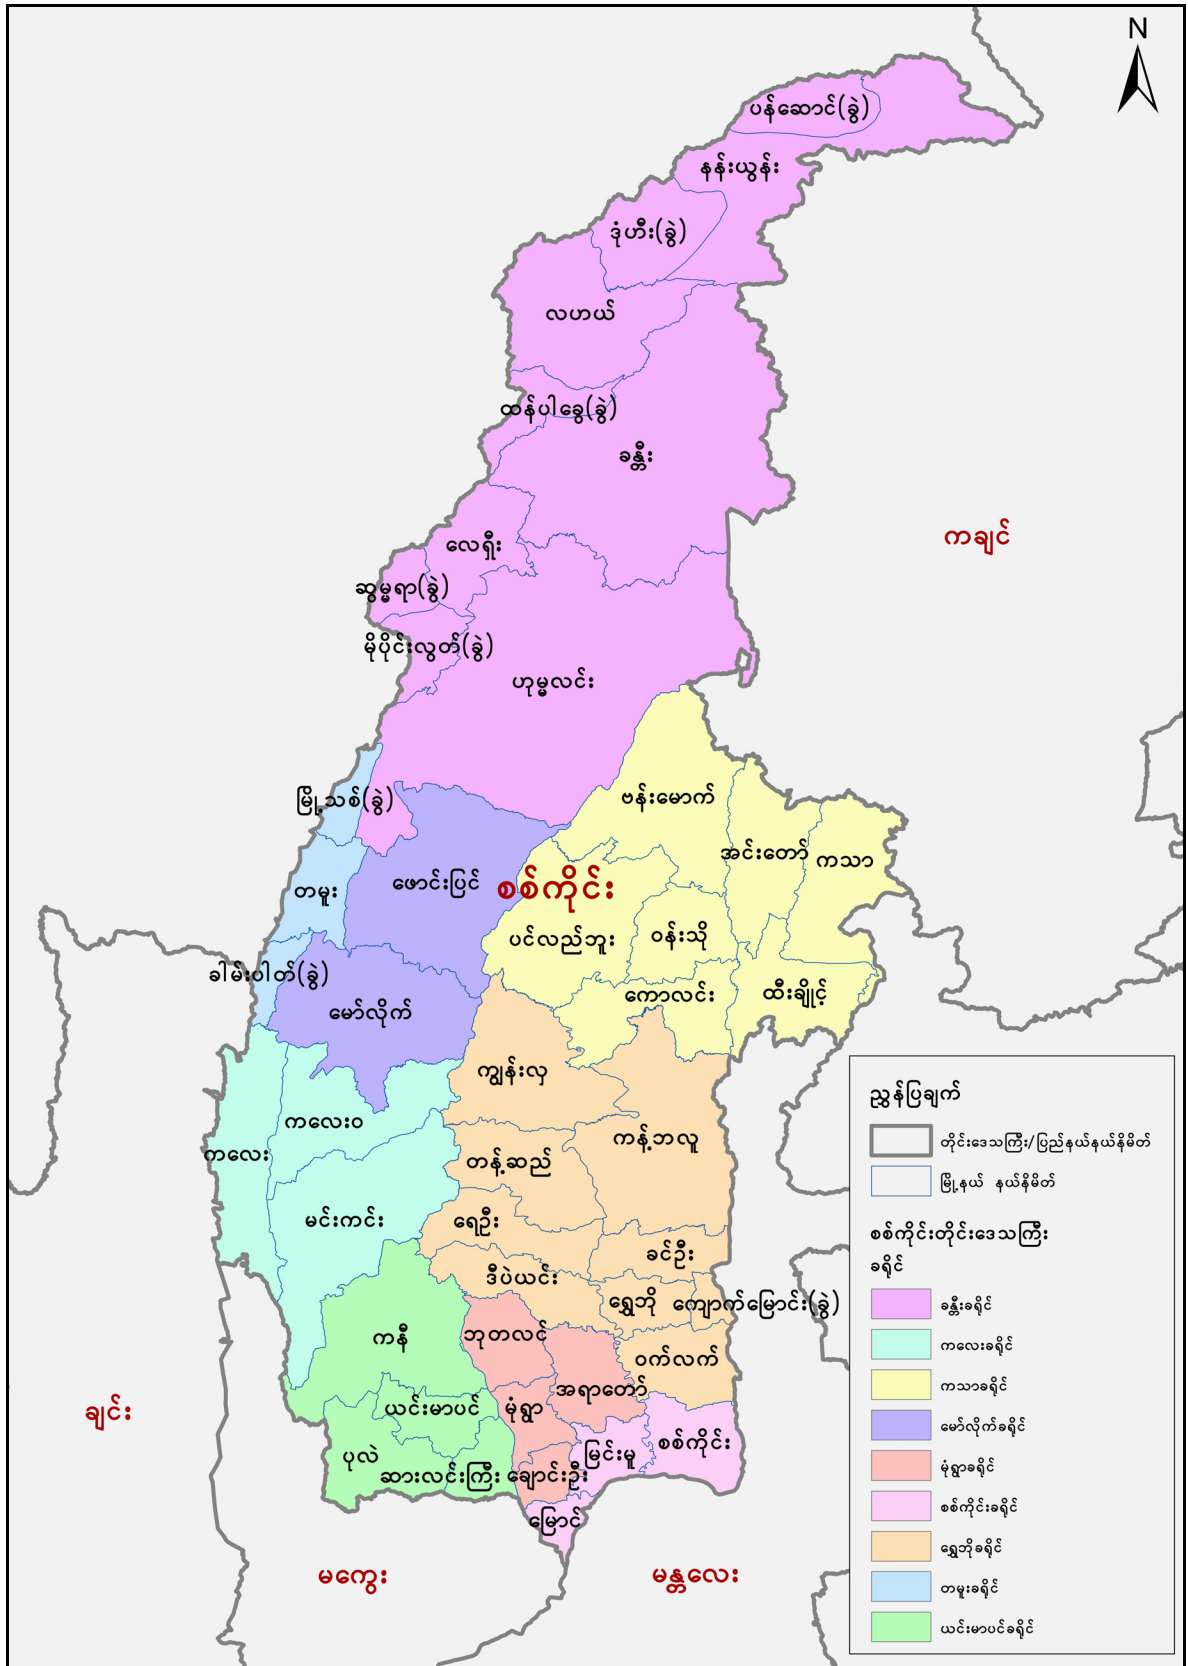 N
ပန်ဆောင်(ခွဲ)
နန်းယွန်း
ဒုံဟီး(ခွဲ)
လဟယ်
ထန်ပါခွေ(ခွဲ)
ခန္တီး
ကချင်
လေရှီး
ဆွမ္မရာ(ခွဲ)
မိုပိုင်းလွတ်(ခွဲ)
ဟုမ္မလင်း
ဗန်းမောက်
မြို့သစ်(ခွဲ)
အင်းတော်
ကသာ
တမူး
ဖောင်းပြင်
စစ်ကိုင်း
ပင်လည်ဘူး
ဝန်းသို
ခါမ်းပါတ်(ခွဲ)
ကောလင်း
ထီးချိုင့်
မော်လိုက်
ကျွန်းလှ
ကလေးဝ
ကန့်ဘလူ
ကလေး
တန့်ဆည်
မင်းကင်း
ရေဦး
ခင်ဦး
ဒီပဲယင်း
ရွှေဘို
ကျောက်မြောင်း(ခွဲ)
ကနီ
ဘုတလင်
ဝက်လက်
အရာတော်
ယင်းမာပင်
မုံရွာ
ချင်း
ပုလဲ
မြင်းမူ
စစ်ကိုင်း
ဆားလင်းကြီး
ချောင်းဦး
မြောင်
မကွေး
မန္တလေး
ညွှန်ပြချက်
တိုင်းဒေသကြီး/ပြည်နယ်နယ်နိမိတ်
မြို့နယ် နယ်နိမိတ်
စစ်ကိုင်းတိုင်းဒေသကြီး
ခရိုင်
ခန္တီးခရိုင်
ကလေးခရိုင်
ကသာခရိုင်
မော်လိုက်ခရိုင်
မုံရွာခရိုင်
စစ်ကိုင်းခရိုင်
ရွှေဘိုခရိုင်
တမူးခရိုင်
ယင်းမာပင်ခရိုင်